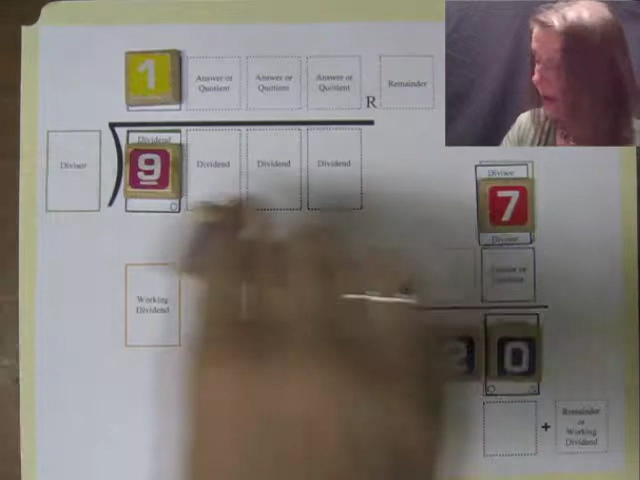 1
Answer or
Quotient
Answer or
Quotient
Answer or
Quotient
R
Remainder
Divisor
Dividend
9
Dividend
Dividend
Dividend
Divisor
7
Divisor
Working
Dividend
0
+
Remainder
or
Working
Dividend